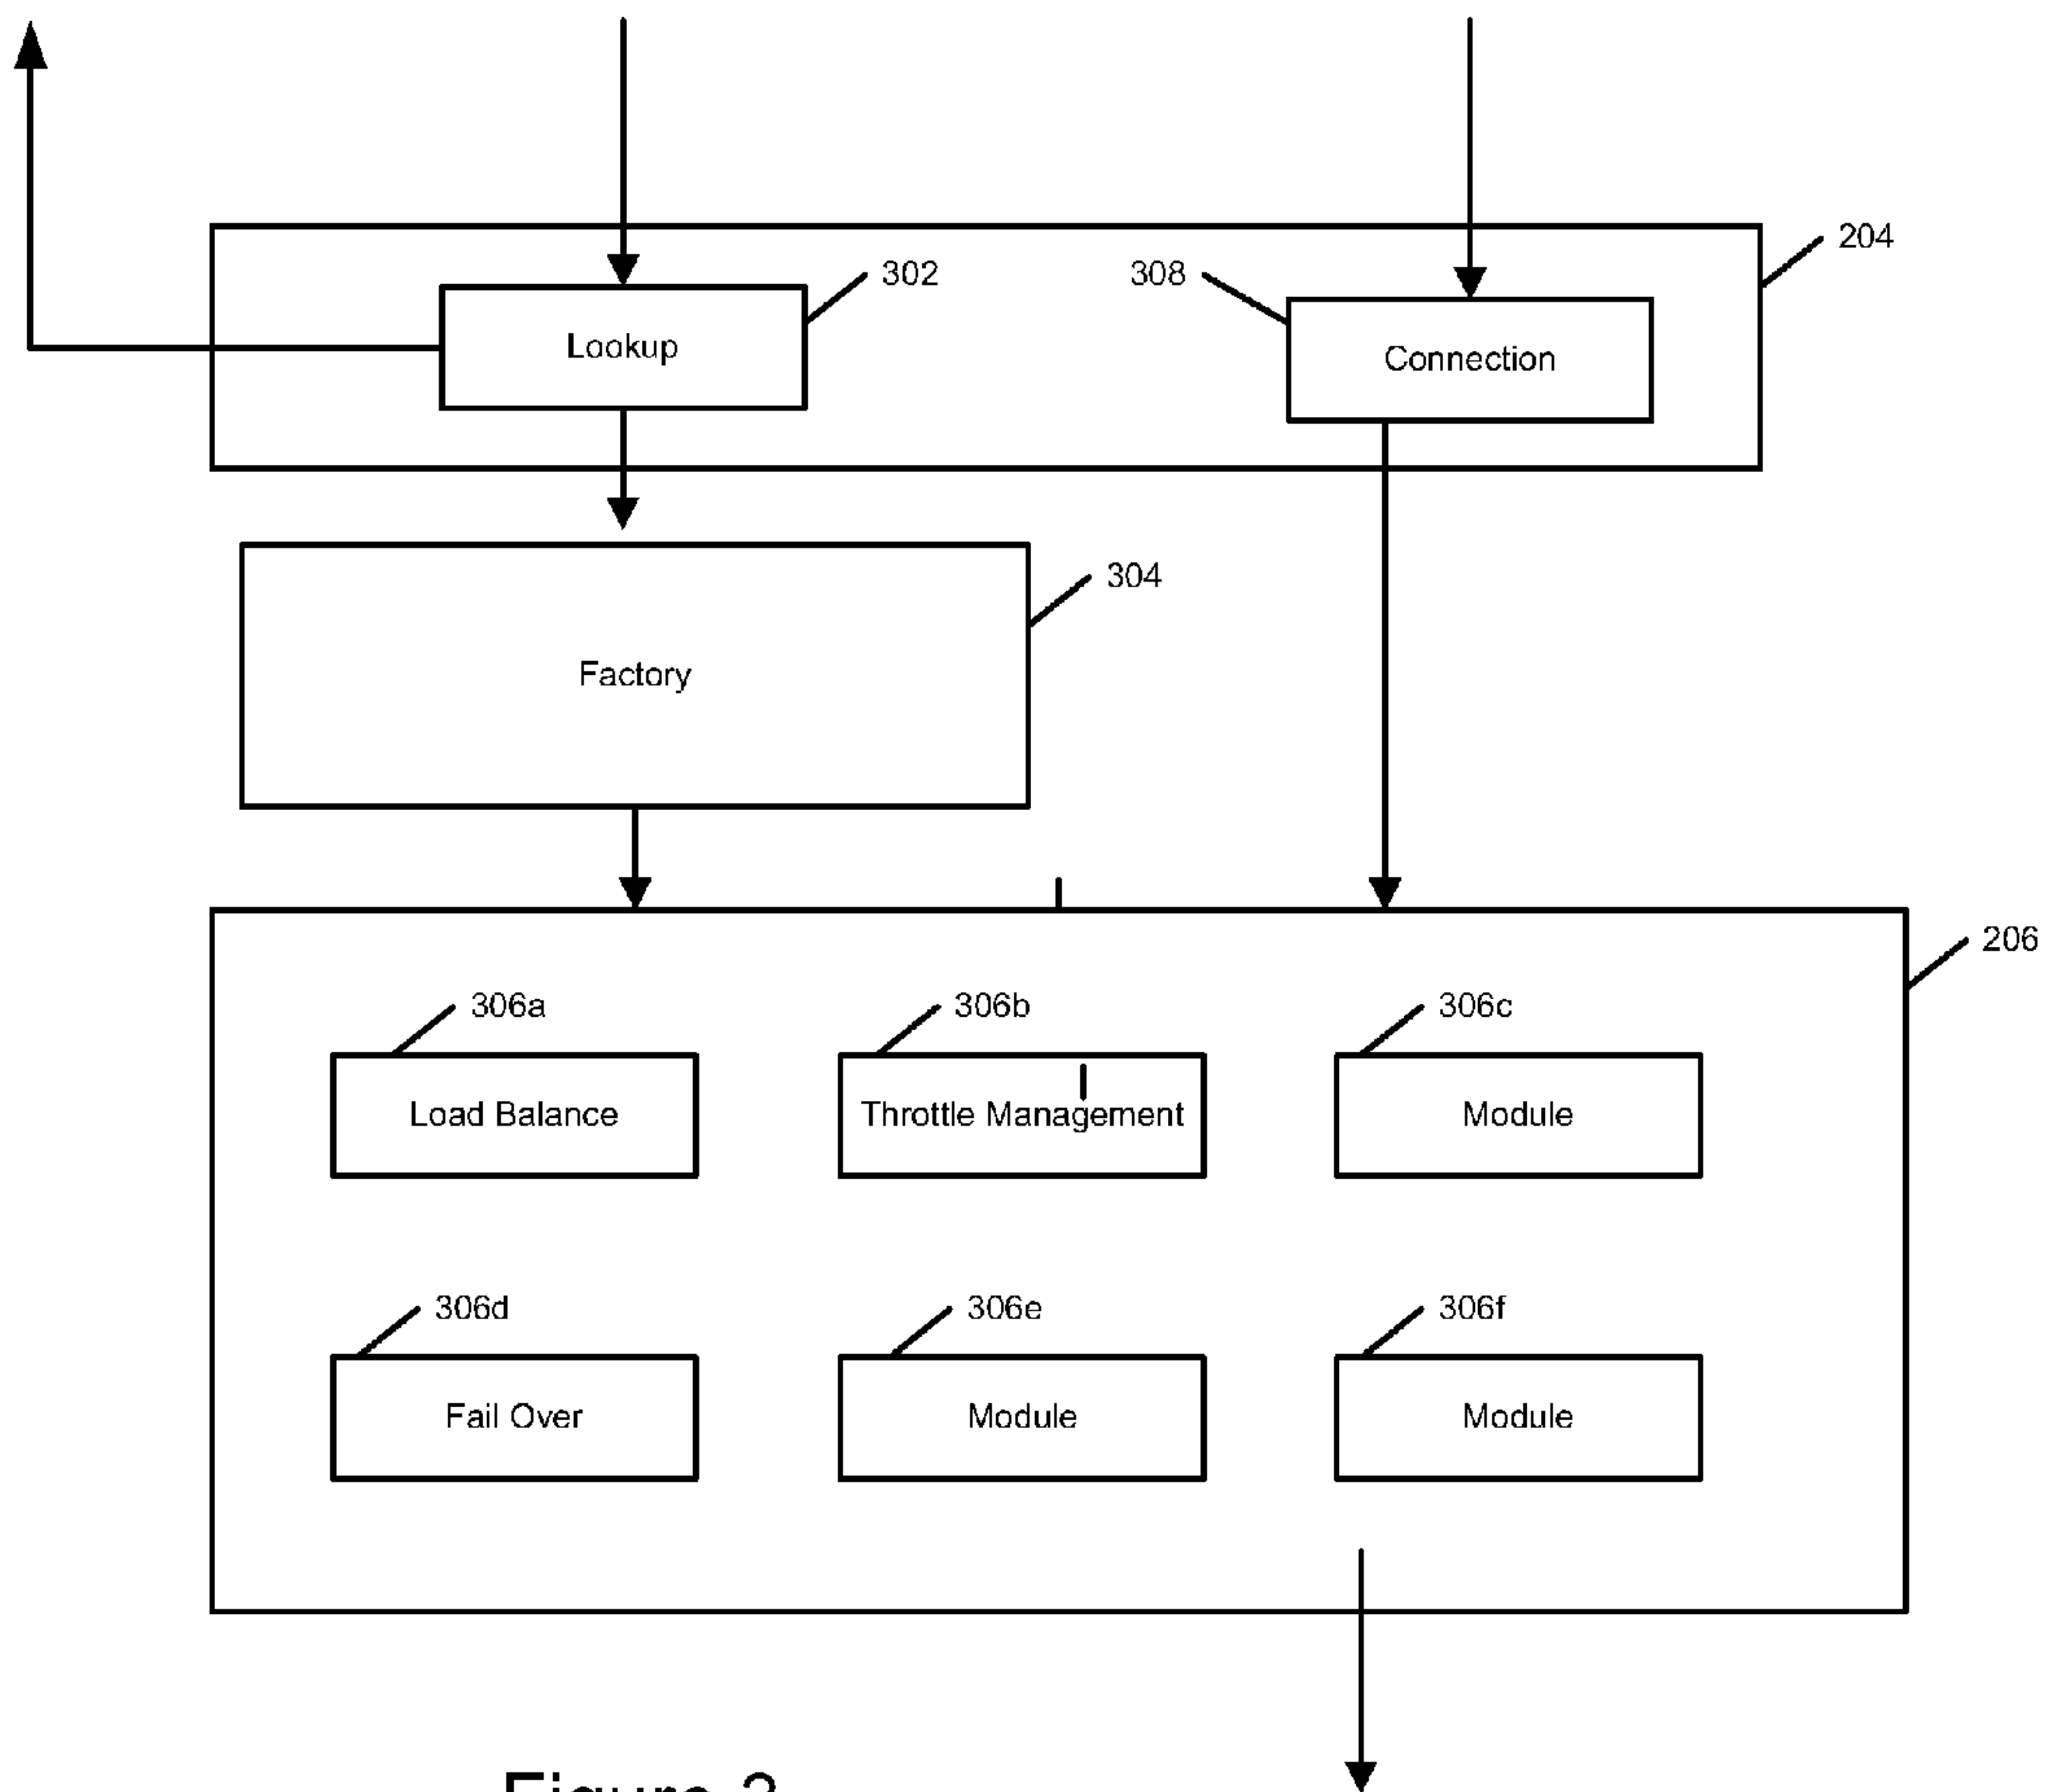 204
302
308
Lookup
Connection
304
Factory
206
306a
306b
306c
Load Balance
Throttle Management
Module
306d
306e
306f
Fail Over
Module
Module
Figure